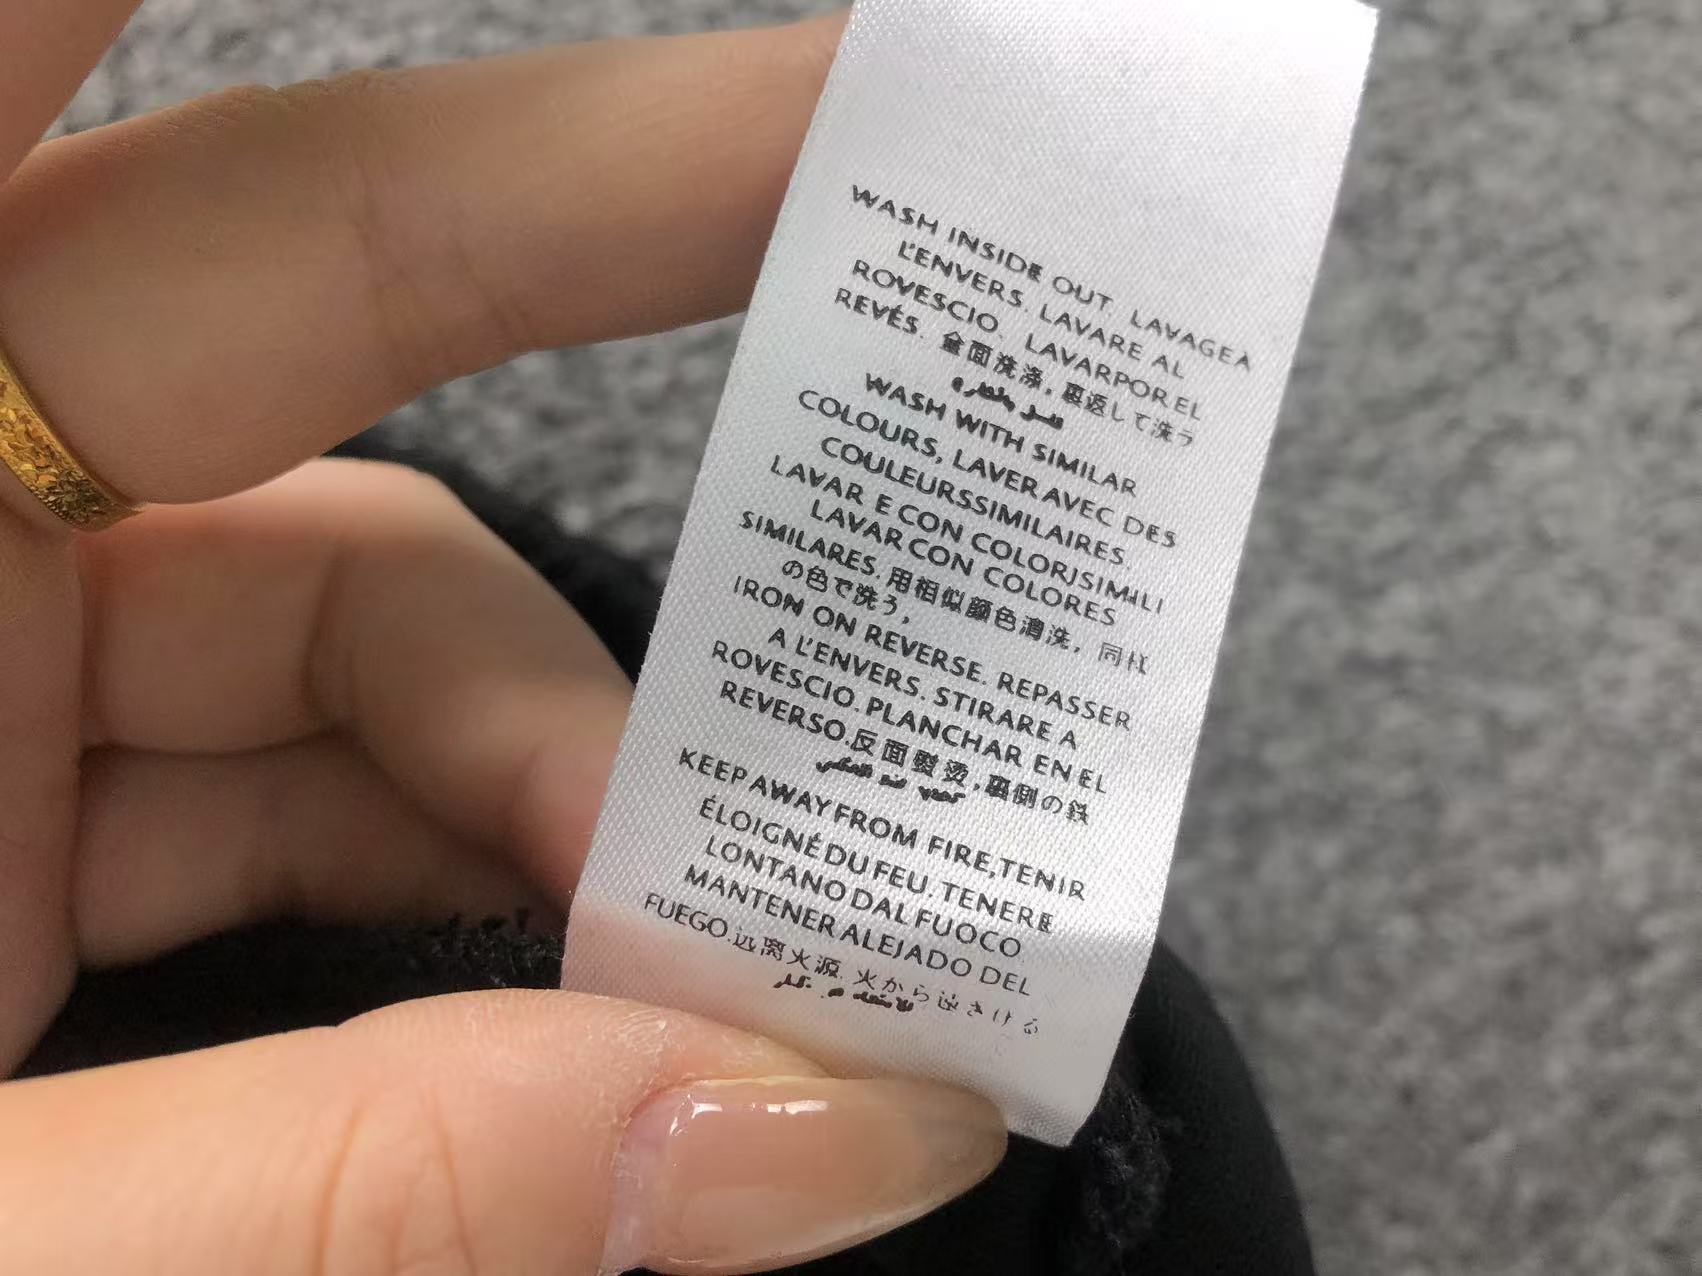 WASH INSIDE OUT, LAVAGEA
L'ENVERS. LAVARE AL
ROVESCIO. LAVARPOR EL
REVÉS. 全面洗涤, 裏返して洗う
WASH WITH SIMILAR
COLOURS, LAVER AVEC DES
COULEURSSIMILAIRES.
LAVAR E CON COLORISIMILI
LAVAR CON COLORES
SIMILARES. 用相似颜色清洗, 同様
の色で洗う,
IRON ON REVERSE. REPASSER
A L'ENVERS. STIRARE A
ROVESCIO. PLANCHAR EN EL
REVERSO.反面熨烫,裏側の鉄
KEEP AWAY FROM FIRE,TENIR
ÉLOIGNÉ DU FEU. TENERE
LONTANO DAL FUOCO.
MANTENER ALEJADO DEL
FUEGO.远离火源. 火から遠ざける